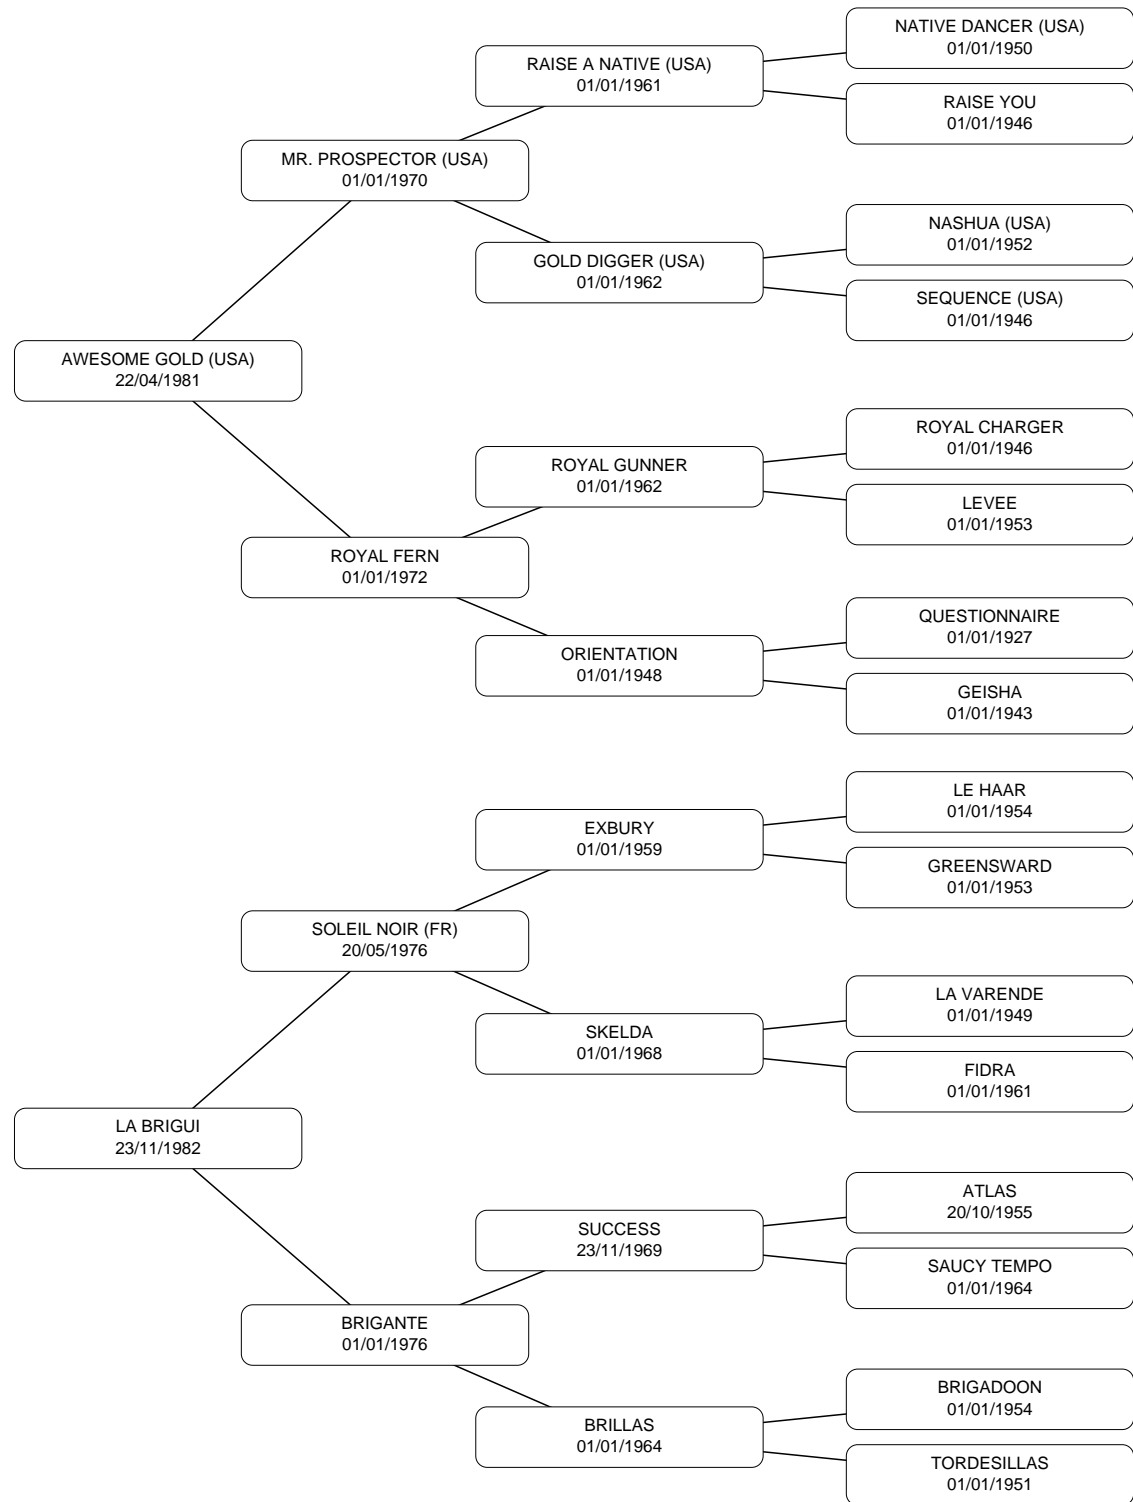 NATIVE DANCER (USA)
01/01/1950
RAISE A NATIVE (USA)
01/01/1961
RAISE YOU
01/01/1946
MR. PROSPECTOR (USA)
01/01/1970
NASHUA (USA)
01/01/1952
GOLD DIGGER (USA)
01/01/1962
SEQUENCE (USA)
01/01/1946
AWESOME GOLD (USA)
22/04/1981
ROYAL CHARGER
01/01/1946
ROYAL GUNNER
01/01/1962
LEVEE
01/01/1953
ROYAL FERN
01/01/1972
QUESTIONNAIRE
01/01/1927
ORIENTATION
01/01/1948
GEISHA
01/01/1943
LE HAAR
01/01/1954
EXBURY
01/01/1959
GREENSWARD
01/01/1953
SOLEIL NOIR (FR)
20/05/1976
LA VARENDE
01/01/1949
SKELDA
01/01/1968
FIDRA
01/01/1961
LA BRIGUI
23/11/1982
ATLAS
20/10/1955
SUCCESS
23/11/1969
SAUCY TEMPO
01/01/1964
BRIGANTE
01/01/1976
BRIGADOON
01/01/1954
BRILLAS
01/01/1964
TORDESILLAS
01/01/1951